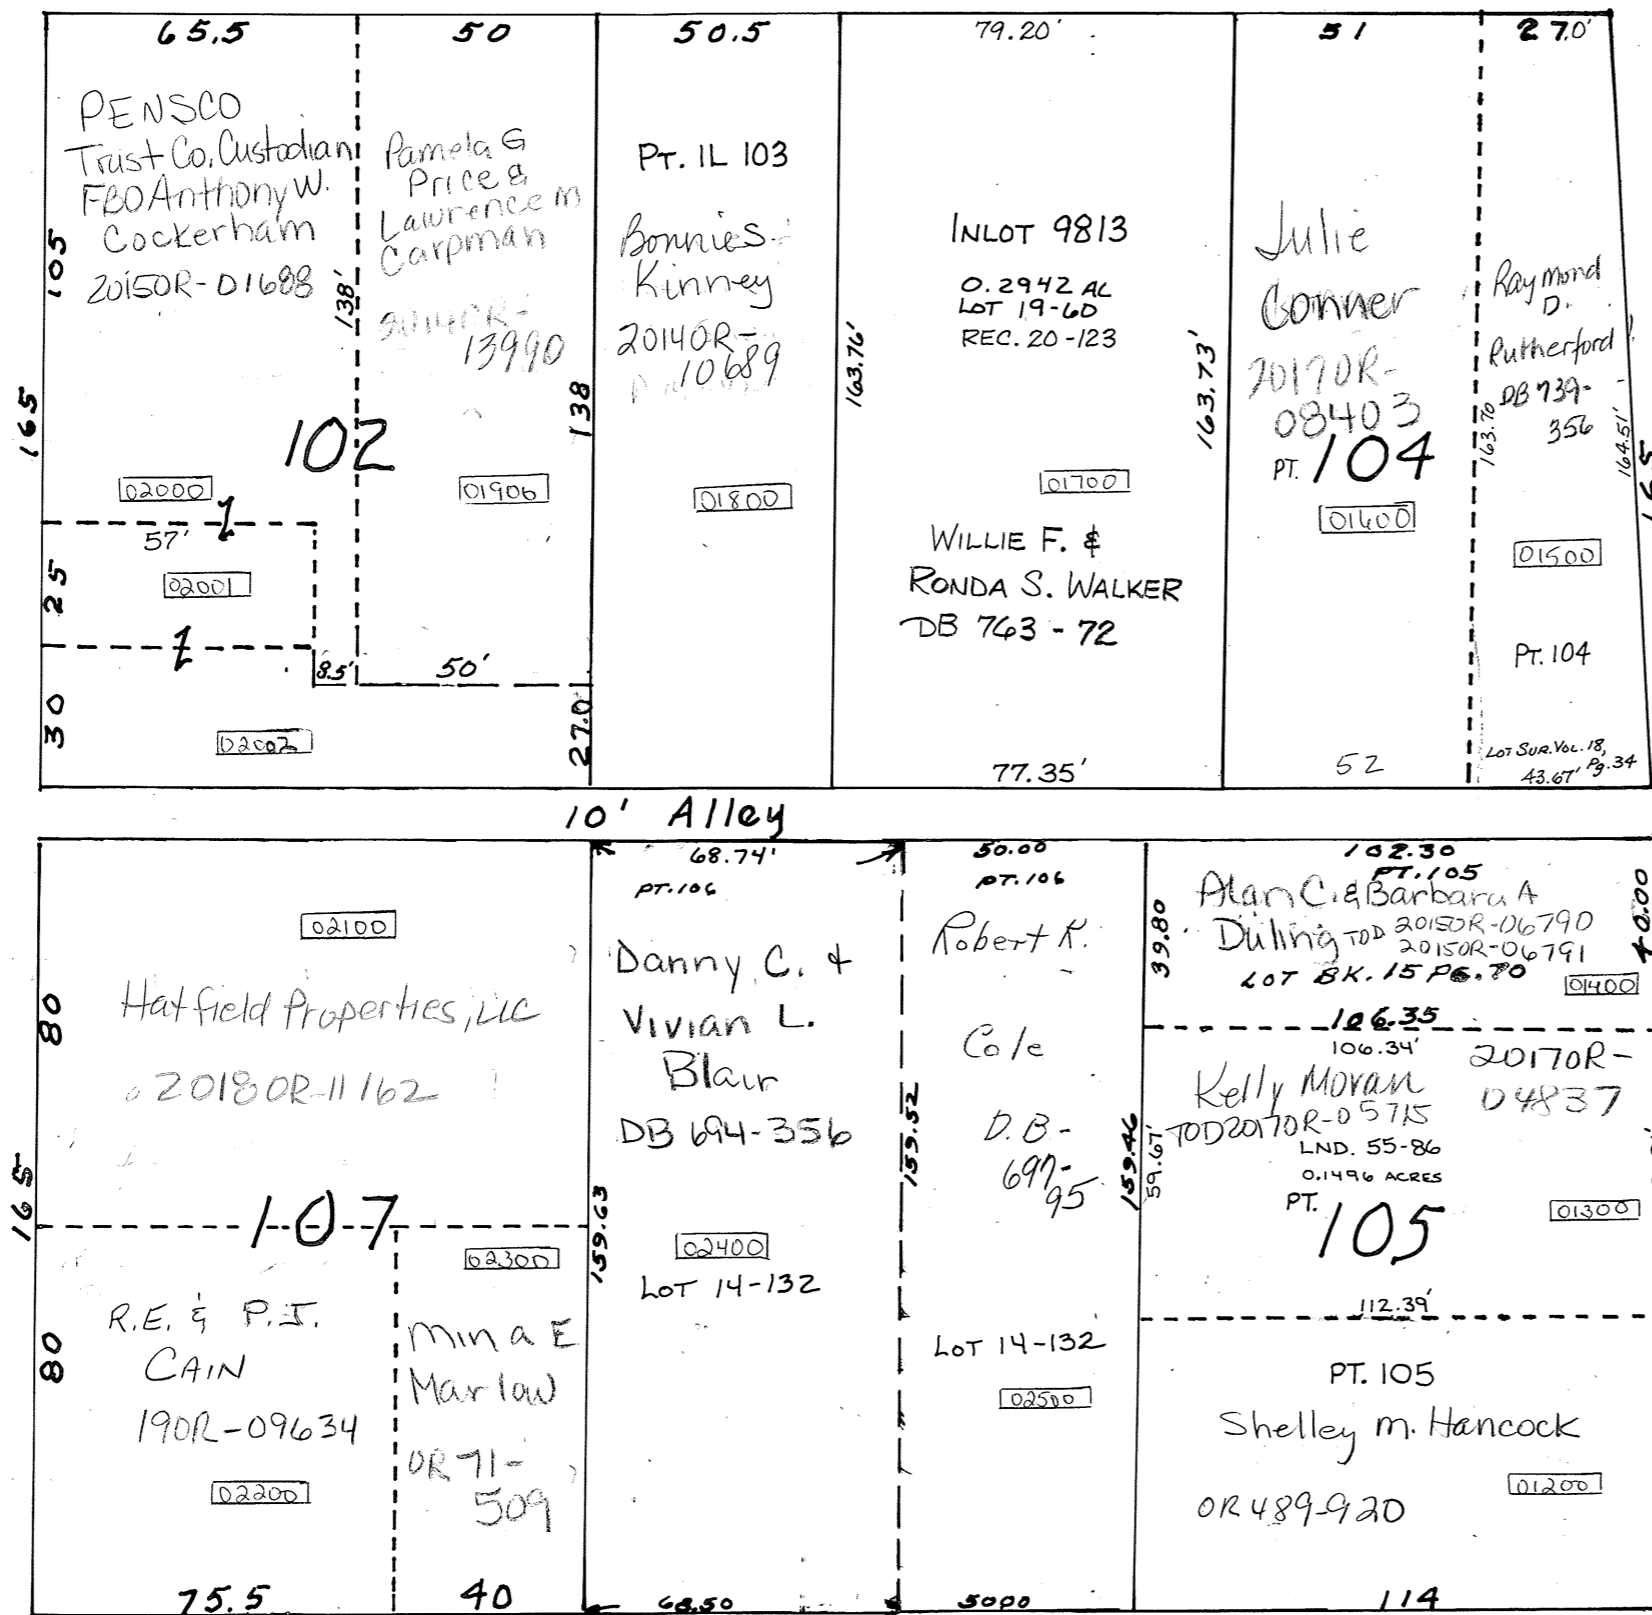 65.5
50
50.5
79.20'
51
27.0'
PENSCO
Trust Co, Custodian
FBO Anthony W.
Cockerham
20150R-01688
105
165
138'
Pamela G
Price &
Lawrence M
Carpman
20140R-
13990
138
PT. IL 103
Bonnie S.
Kinney
20140R-
10689
163.76'
INLOT 9813
0.2942 AC
LOT 19-60
REC. 20-123
163.73'
Julie
Conner
20170R-
08403
PT. 104
163.70
Raymond
D.
Rutherford
DB 739-
356
164.51'
165
102
02000
01906
01800
01700
01600
01500
57'
25
02001
8.5'
50'
30
02002
27.0
WILLIE F. &
RONDA S. WALKER
DB 763-72
77.35'
52
PT. 104
LOT SUR. VOL. 18,
43.67' Pg. 34
10' Alley
68.74'
PT. 106
50.00
PT. 106
102.30
PT. 105
02100
Hatfield Properties, LLC
20180R-11162
80
165
107
80
Danny C. &
Vivian L.
Blair
DB 694-356
159.63
02400
LOT 14-132
159.52
Robert K.
Cole
D.B-
697-
95
159.46
LOT 14-132
02500
Alan C. & Barbara A
Duling TOD 20150R-06790
20150R-06791
LOT BK. 15 PG. 70
39.80
40.00
01400
106.35
106.34'
Kelly Moran
20170R-
04837
TOD20170R-05715
LND. 55-86
0.1496 ACRES
59.67'
PT. 105
01300
112.39'
R.E. & P.J.
CAIN
190R-09634
02200
02300
Mina E
Marlow
OR 71-
509
PT. 105
Shelley M. Hancock
01200
OR 489-920
75.5
40
68.50
5000
114